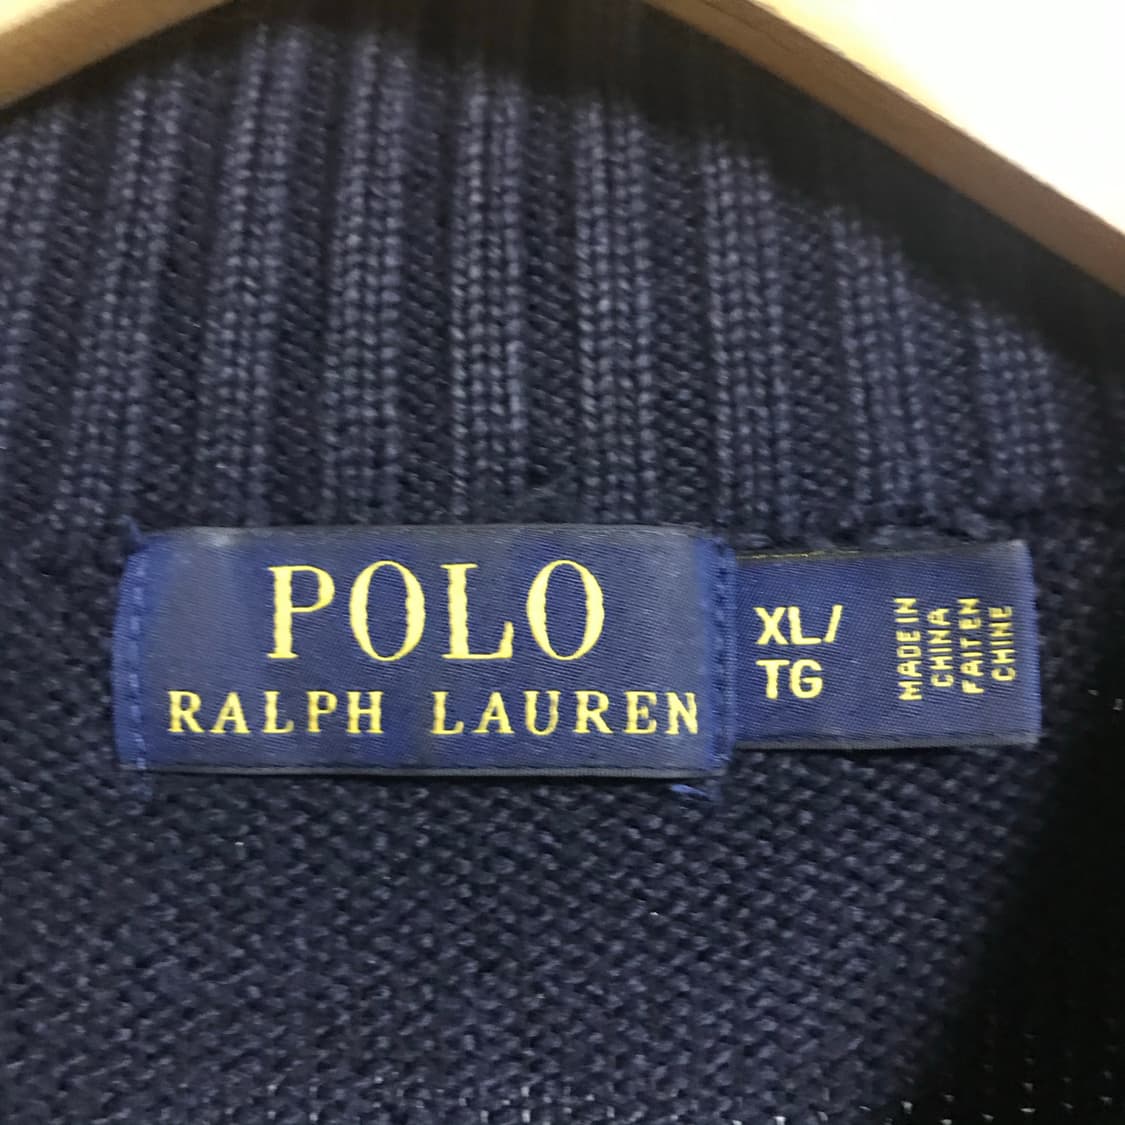 POLO
RALPH LAUREN
XL/
TG
MADE IN
CHINA
FAIT EN
CHINE